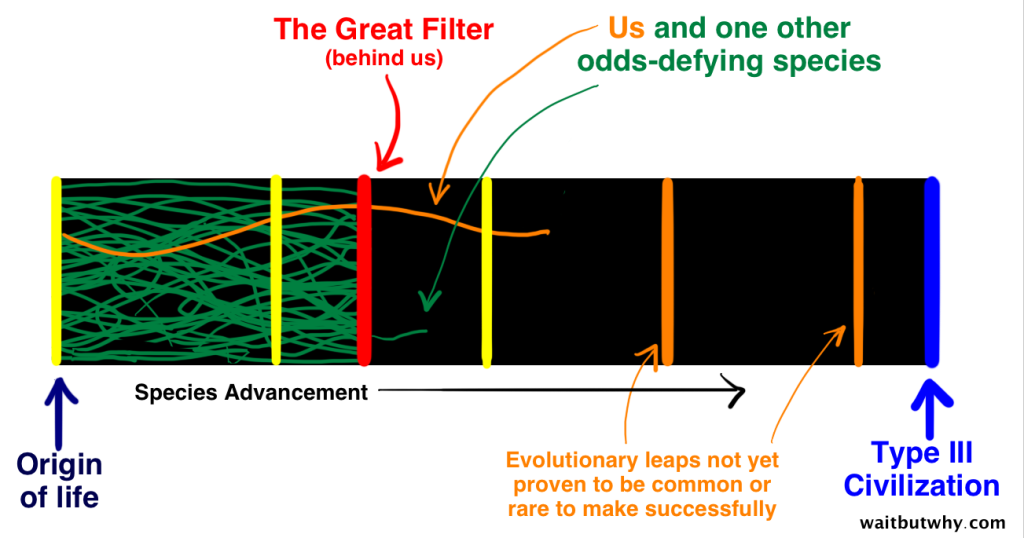 The Great Filter
(behind us)
Us and one other
odds-defying species
Species Advancement
Origin
of life
Evolutionary leaps not yet
proven to be common or
rare to make successfully
Type III
Civilization
waitbutwhy.com